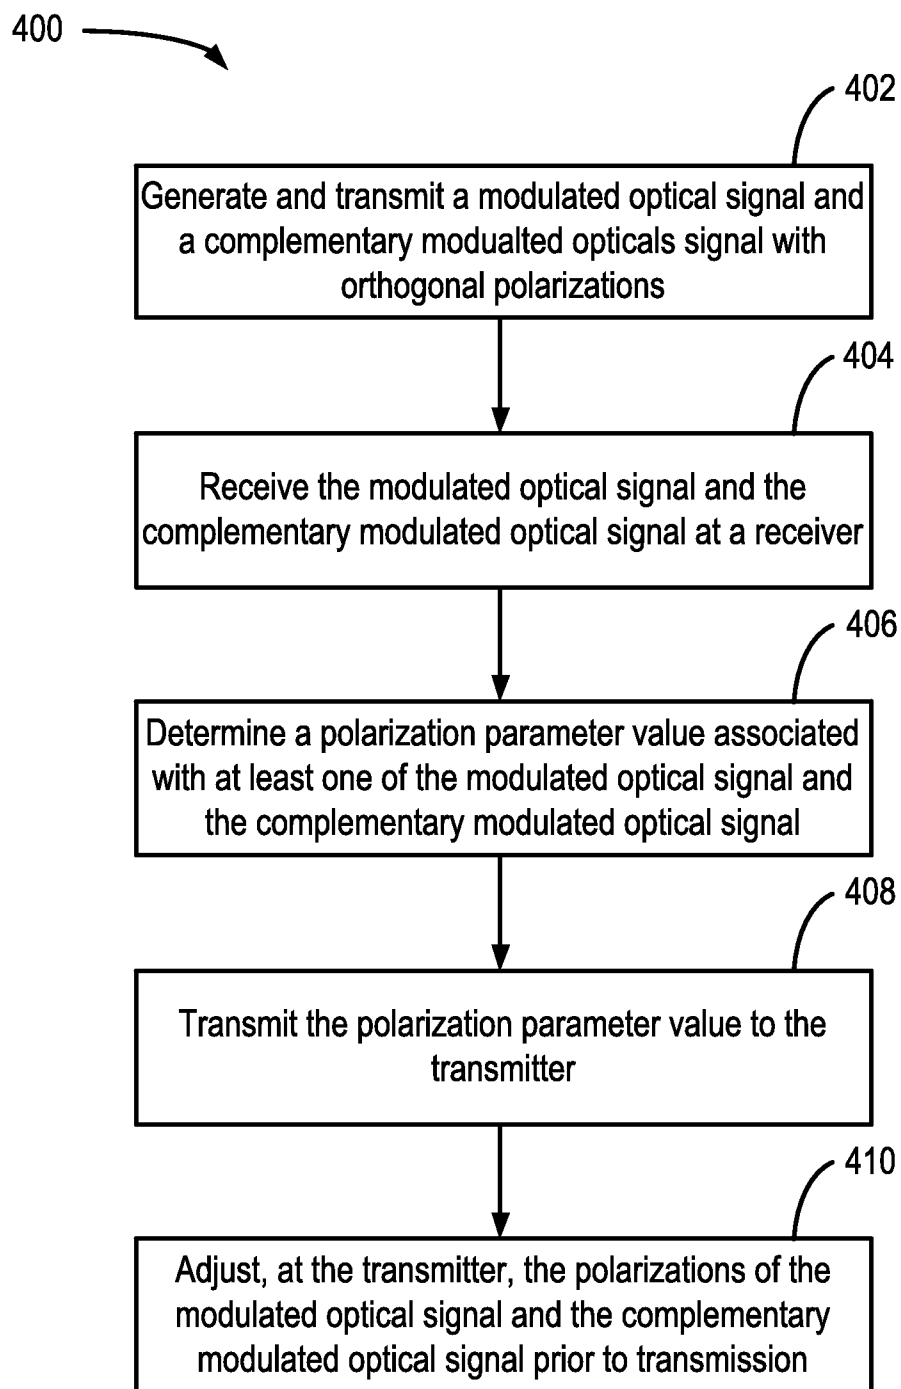 400
402
Generate and transmit a modulated optical signal and
a complementary modualted opticals signal with
orthogonal polarizations
404
Receive the modulated optical signal and the
complementary modulated optical signal at a receiver
406
Determine a polarization parameter value associated
with at least one of the modulated optical signal and
the complementary modulated optical signal
408
Transmit the polarization parameter value to the
transmitter
410
Adjust, at the transmitter, the polarizations of the
modulated optical signal and the complementary
modulated optical signal prior to transmission